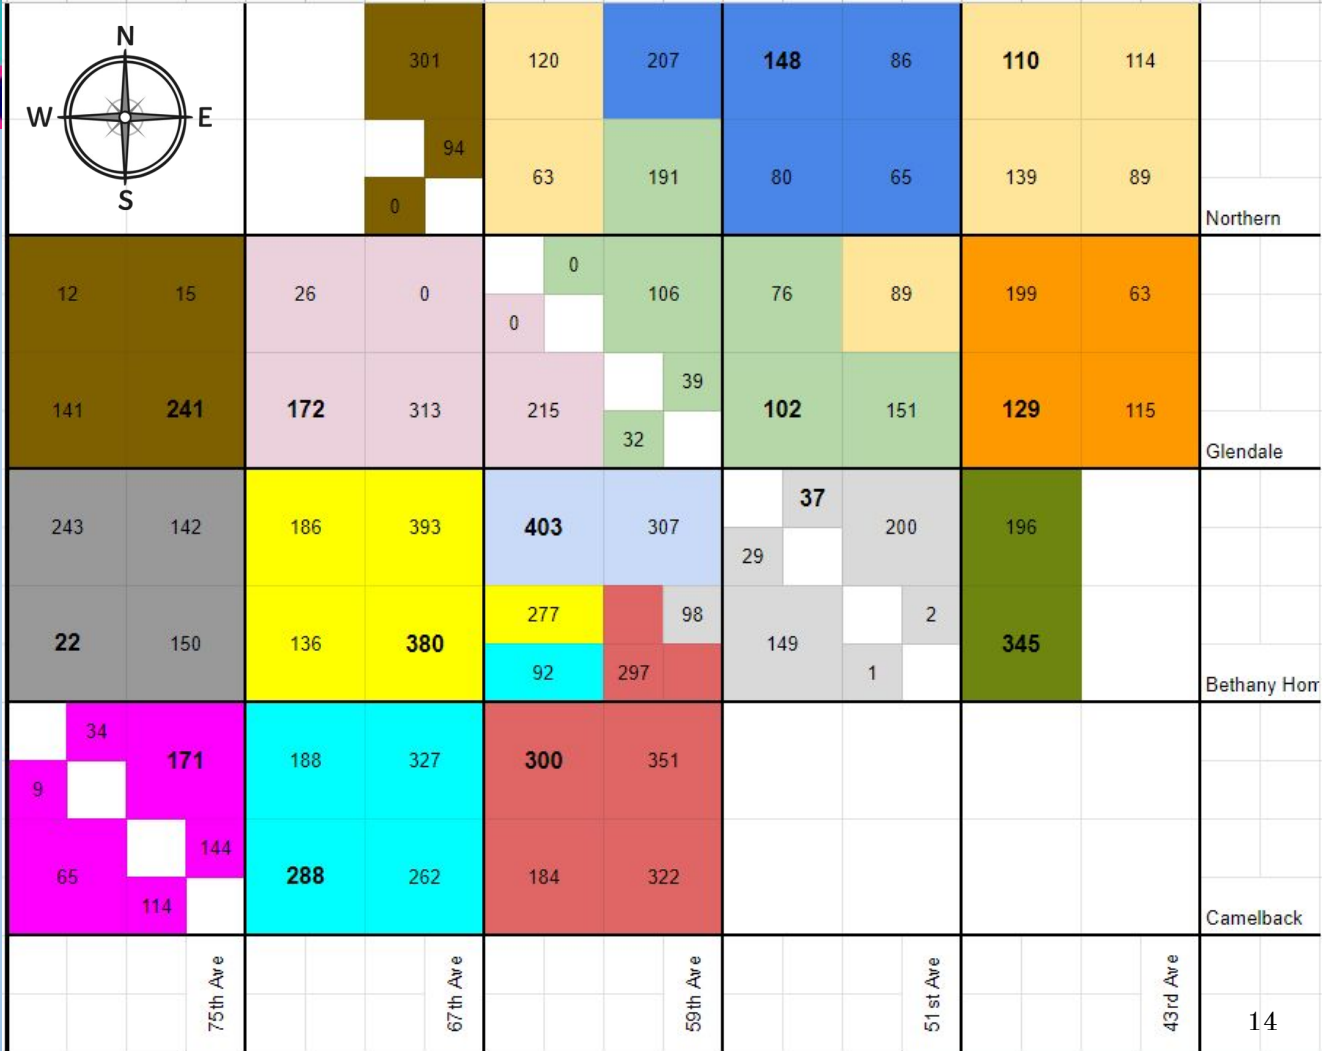 N
W E
S
301 120 207 148 86 110 114
94
63 191 80 65 139 89
0
Northern
0
12 15 26 0 106 76 89 199 63
0
39
141 241 172 313 215 102 151 129 115
32
Glendale
37
243 142 186 393 403 307 200 196
29
277 98 2
22 150 136 380 149 345
92 297 1
Bethany Hom
34
171 188 327 300 351
9
144
65 288 262 184 322
114
Camelback
75th Ave
67th Ave
59th Ave
51st Ave
43rd Ave
14